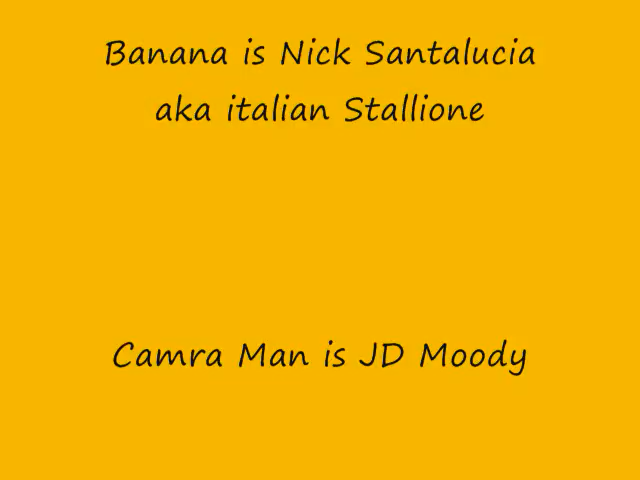 Banana is Nick Santalucia
aka italian Stallione
Camra Man is JD Moody